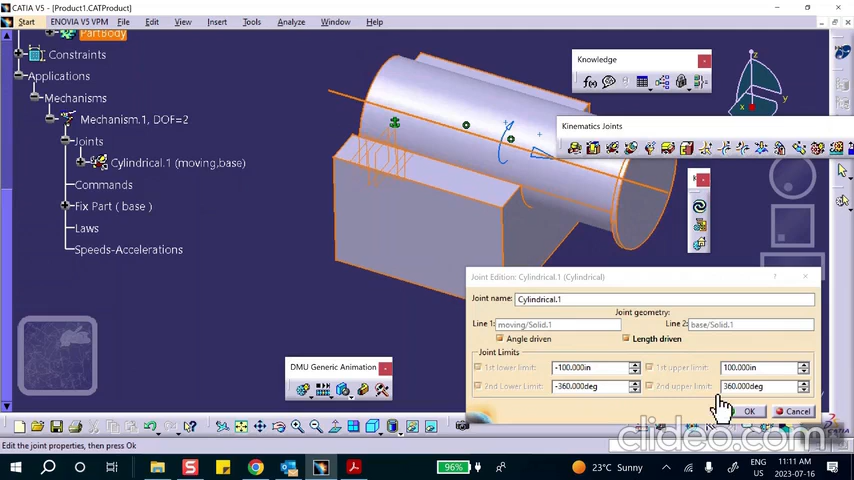 CATIA V5 - [Product1.CATProduct]
Start ENOVIA V5 VPM File Edit View Insert Tools Analyze Window Help
PartBody
Constraints
Applications
Mechanisms
Mechanism.1, DOF=2
Joints
Cylindrical.1 (moving,base)
Commands
Fix Part ( base )
Laws
Speeds-Accelerations
Knowledge
f(x)
z
y
x
Kinematics Joints
Joint Edition: Cylindrical.1 (Cylindrical)
? ×
Joint name: Cylindrical.1
Joint geometry:
Line 1: moving/Solid.1 Line 2: base/Solid.1
Angle driven Length driven
Joint Limits
1st lower limit: -100.000in 1st upper limit: 100.000in
2nd Lower Limit: -360.000deg 2nd upper limit: 360.000deg
OK Cancel
DMU Generic Animation
Edit the joint properties, then press Ok
clideo.com
96%
23°C Sunny
ENG
US
11:11 AM
2023-07-16